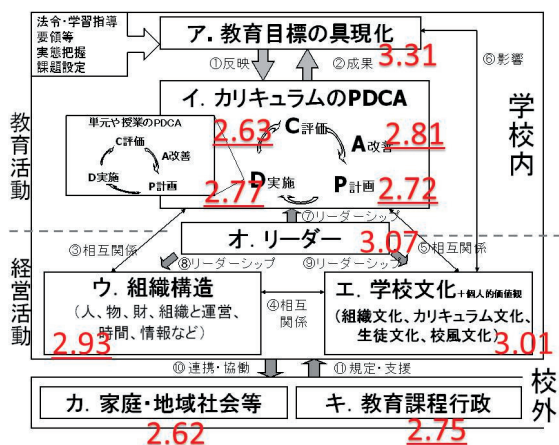 法令・学習指導
要領等
実態把握
課題設定
ア．教育目標の具現化
3.31
①反映
②成果
⑥影響
イ．カリキュラムのPDCA
単元や授業のPDCA
C評価
A改善
D実施
P計画
2.63
C評価
A改善
2.81
2.77
D実施
P計画
2.72
教育活動
学校内
⑦リーダーシップ
オ．リーダー
3.07
③相互関係
⑤相互関係
⑧リーダーシップ
⑨リーダーシップ
経営活動
ウ．組織構造
（人、物、財、組織と運営、
時間、情報など）
2.93
④相互
関係
エ．学校文化＋個人的価値観
（組織文化、カリキュラム文化、
生徒文化、校風文化）
3.01
⑩連携・協働
⑪規定・支援
校外
カ．家庭・地域社会等
2.62
キ．教育課程行政
2.75